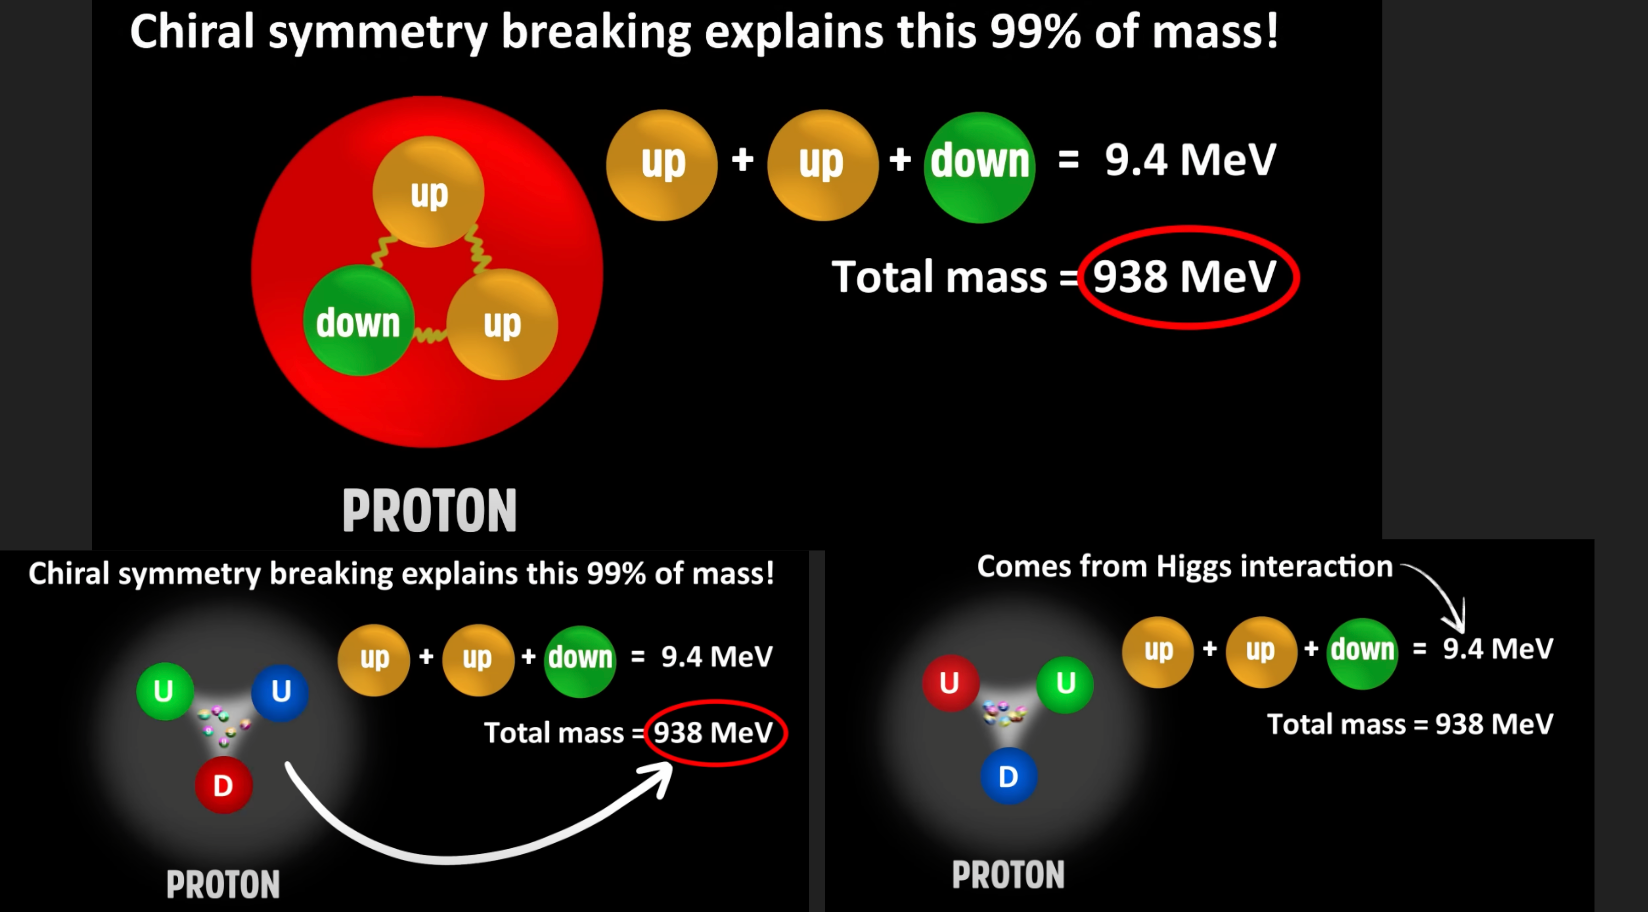 Chiral symmetry breaking explains this 99% of mass!
up + up + down = 9.4 MeV
up
Total mass = 938 MeV
down up
PROTON
Chiral symmetry breaking explains this 99% of mass!
up + up + down = 9.4 MeV
U U
Total mass = 938 MeV
D
PROTON
Comes from Higgs interaction
up + up + down = 9.4 MeV
U U
Total mass = 938 MeV
D
PROTON